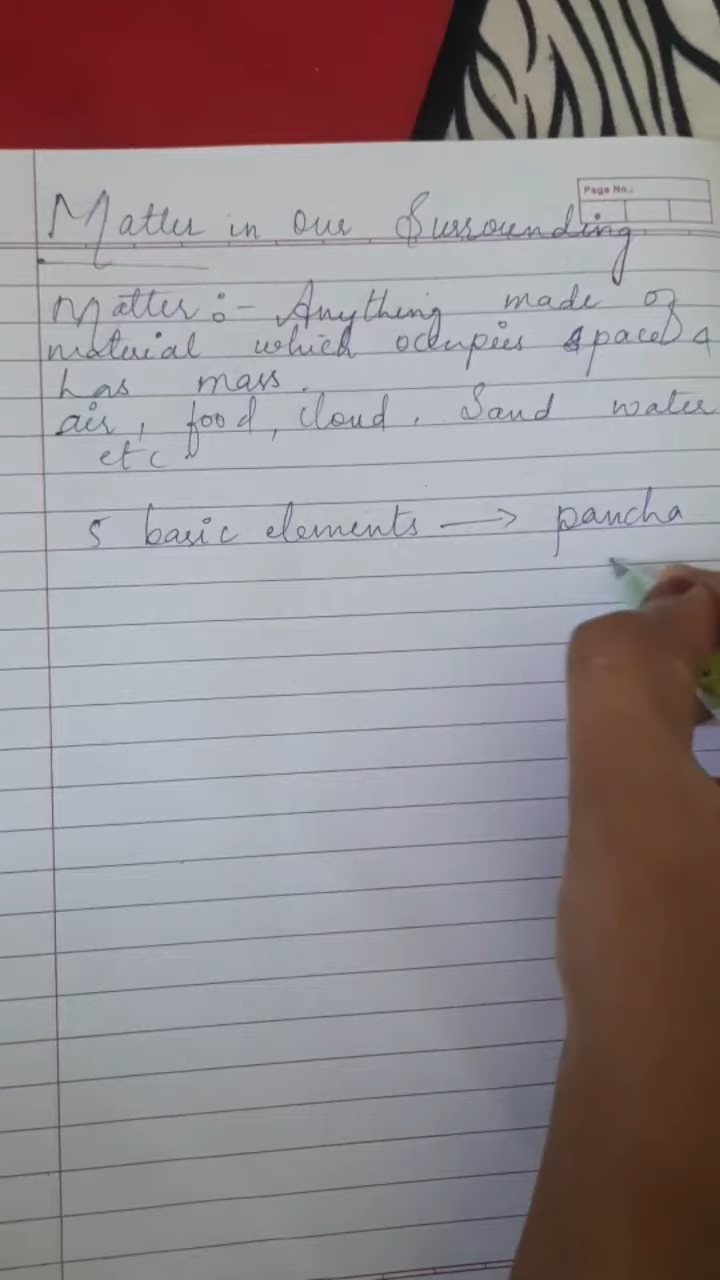 Page No.:
Matter in our Surrounding
Matter :- Anything made of
material which occupies space &
has mass.
air, food, cloud, Sand water
etc.
5 basic elements → pancha